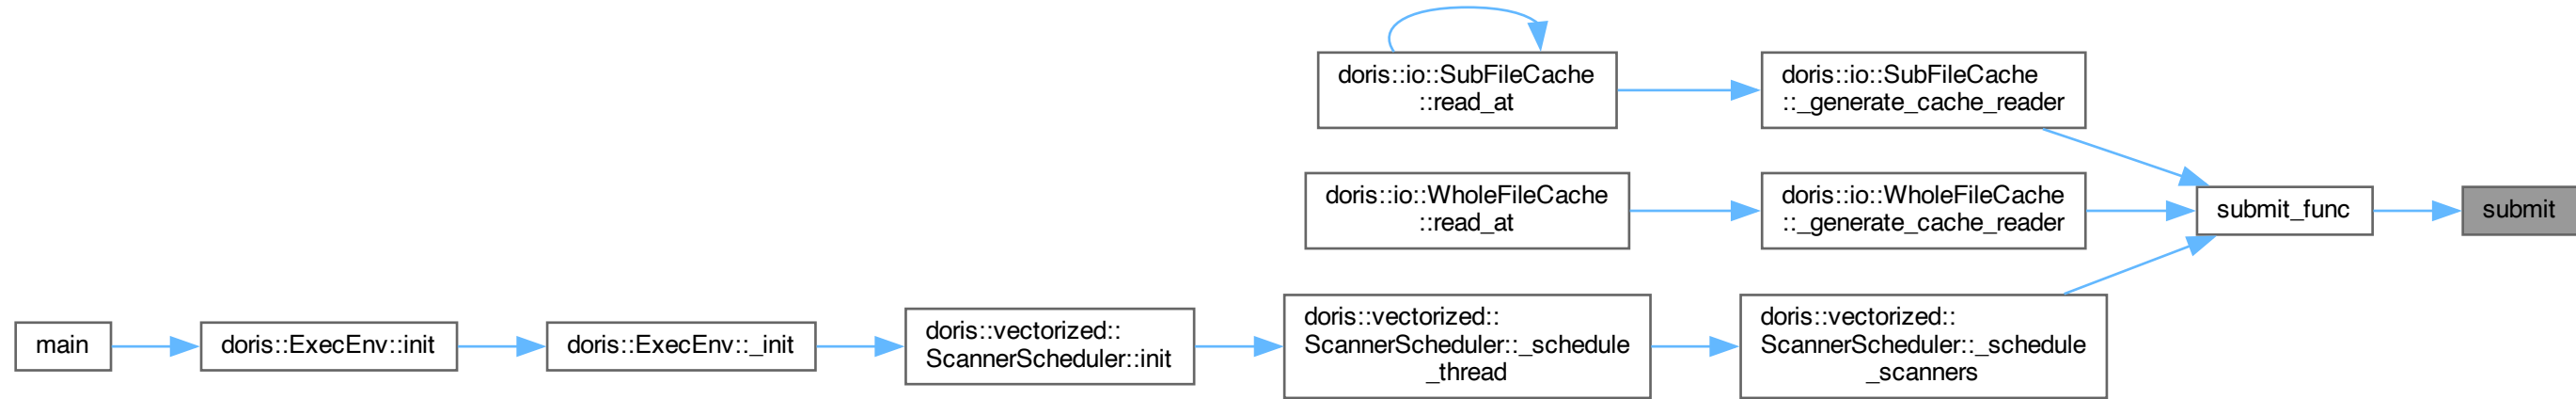 doris::io::SubFileCache
::read_at
doris::io::SubFileCache
::_generate_cache_reader
doris::io::WholeFileCache
::read_at
doris::io::WholeFileCache
::_generate_cache_reader
submit_func
submit
main
doris::ExecEnv::init
doris::ExecEnv::_init
doris::vectorized::
ScannerScheduler::init
doris::vectorized::
ScannerScheduler::_schedule
_thread
doris::vectorized::
ScannerScheduler::_schedule
_scanners